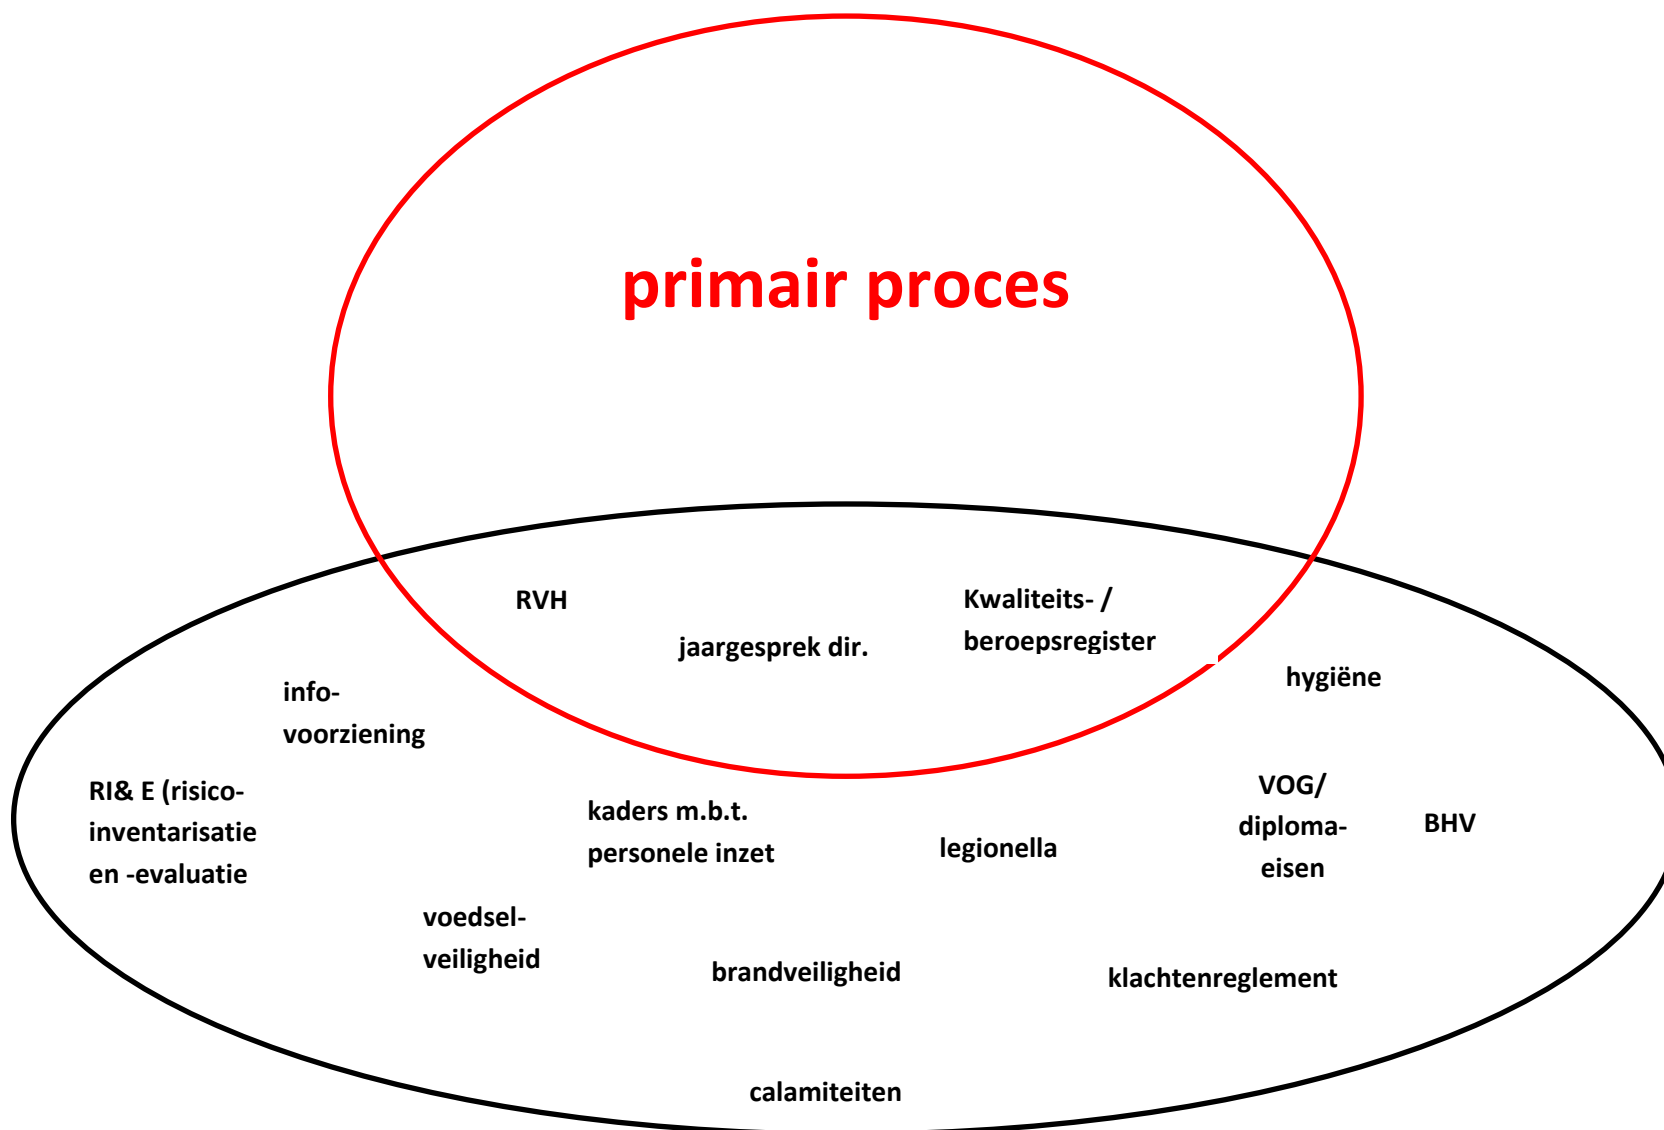 primair proces
RVH
jaargesprek dir.
Kwaliteits- /
beroepsregister
info-
voorziening
hygiëne
RI& E (risico-
inventarisatie
en -evaluatie
kaders m.b.t.
personele inzet
legionella
VOG/
diploma-
eisen
BHV
voedsel-
veiligheid
brandveiligheid
klachtenreglement
calamiteiten